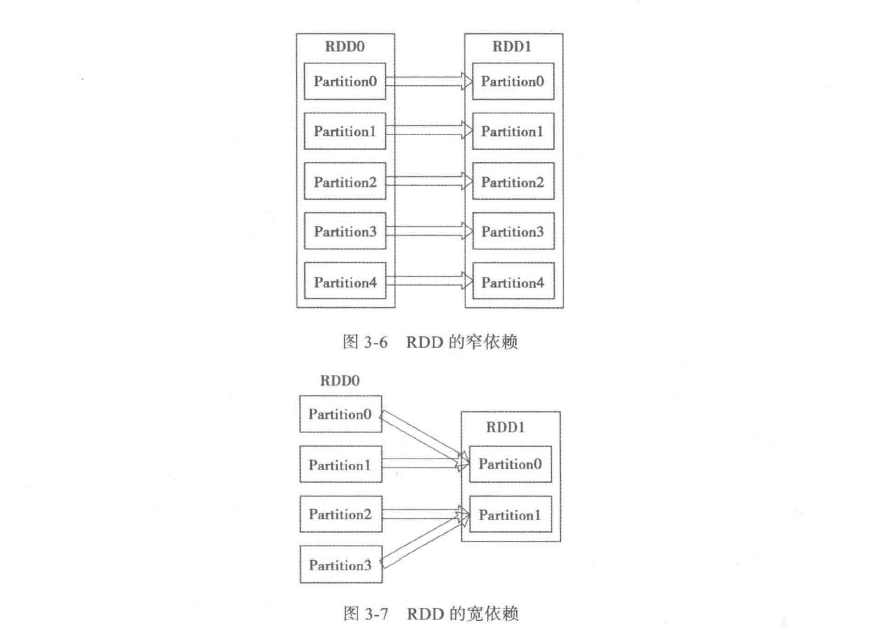 RDD0 RDD1
Partition0 Partition0
Partition1 Partition1
Partition2 Partition2
Partition3 Partition3
Partition4 Partition4
图 3-6 RDD 的窄依赖
RDD0
Partition0
RDD1
Partition1 Partition0
Partition2 Partition1
Partition3
图 3-7 RDD 的宽依赖